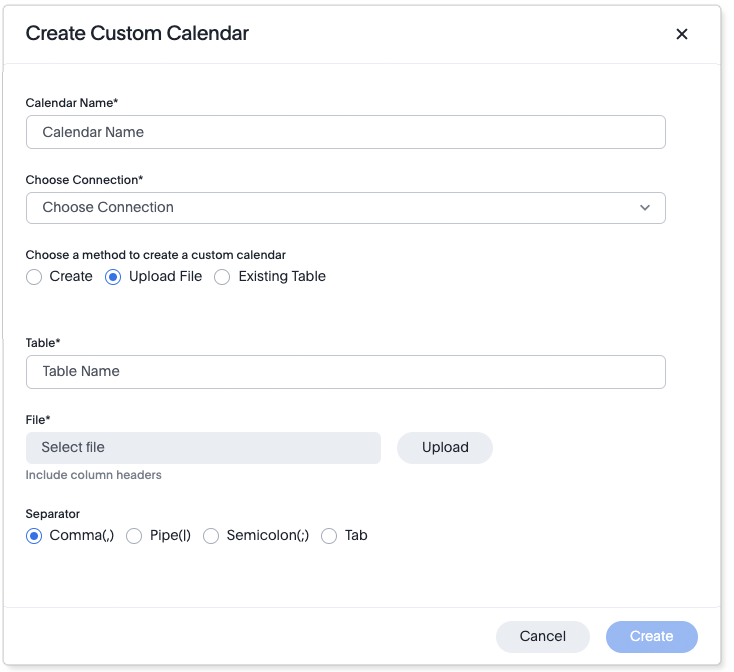 Create Custom Calendar
Calendar Name*
Calendar Name
Choose Connection*
Choose Connection
Choose a method to create a custom calendar
Create Upload File Existing Table
Table*
Table Name
File*
Select file Upload
Include column headers
Separator
Comma(,) Pipe(|) Semicolon(;) Tab
Cancel Create